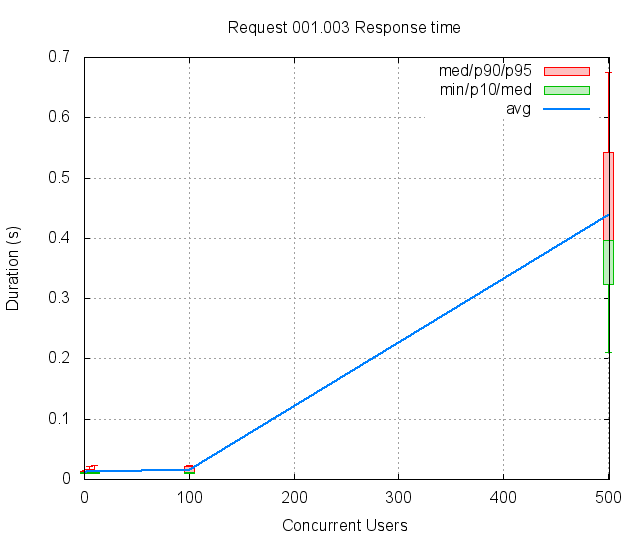 Request 001.003 Response time
0.7
0.6
0.5
0.4
0.3
0.2
0.1
0
0 100 200 300 400 500
Duration (s)
Concurrent Users
med/p90/p95
min/p10/med
avg